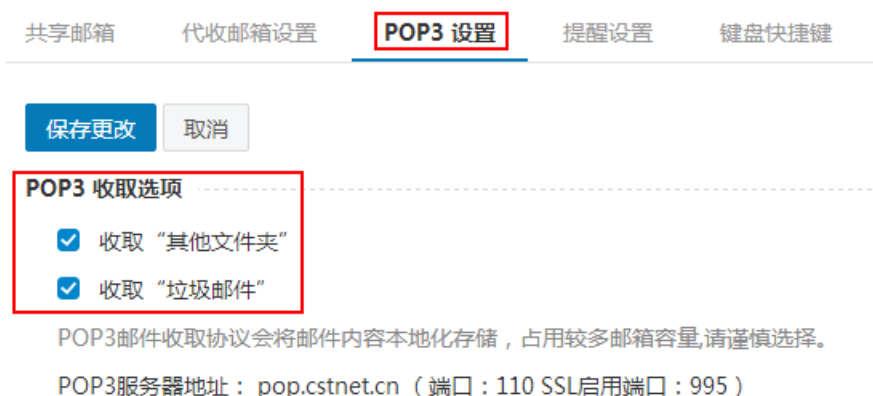 共享邮箱 代收邮箱设置 POP3 设置 提醒设置 键盘快捷键
保存更改 取消
POP3 收取选项
收取“其他文件夹”
收取“垃圾邮件”
POP3邮件收取协议会将邮件内容本地化存储，占用较多邮箱容量,请谨慎选择。
POP3服务器地址： pop.cstnet.cn （ 端口：110 SSL启用端口：995 ）